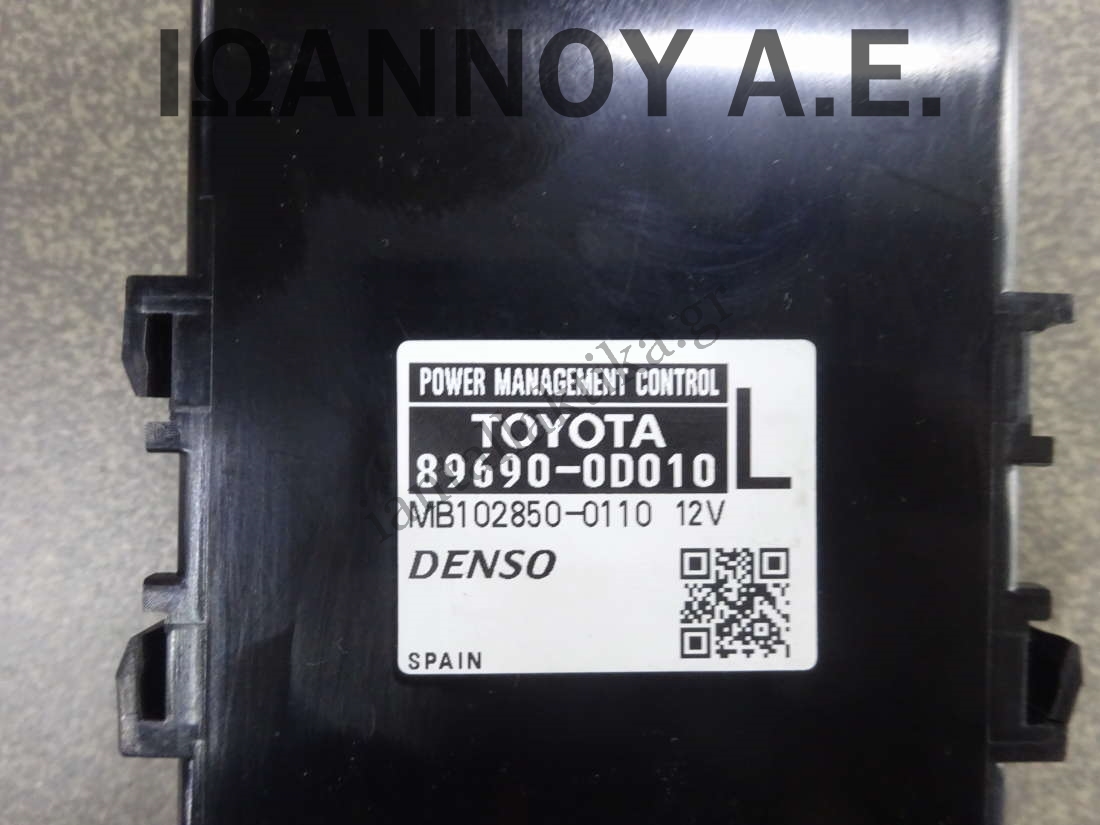 ΙΩΑΝΝΟΥ Α.Ε.
POWER MANAGEMENT CONTROL
TOYOTA
89690-0D010
L
MB102850-0110 12V
DENSO
SPAIN